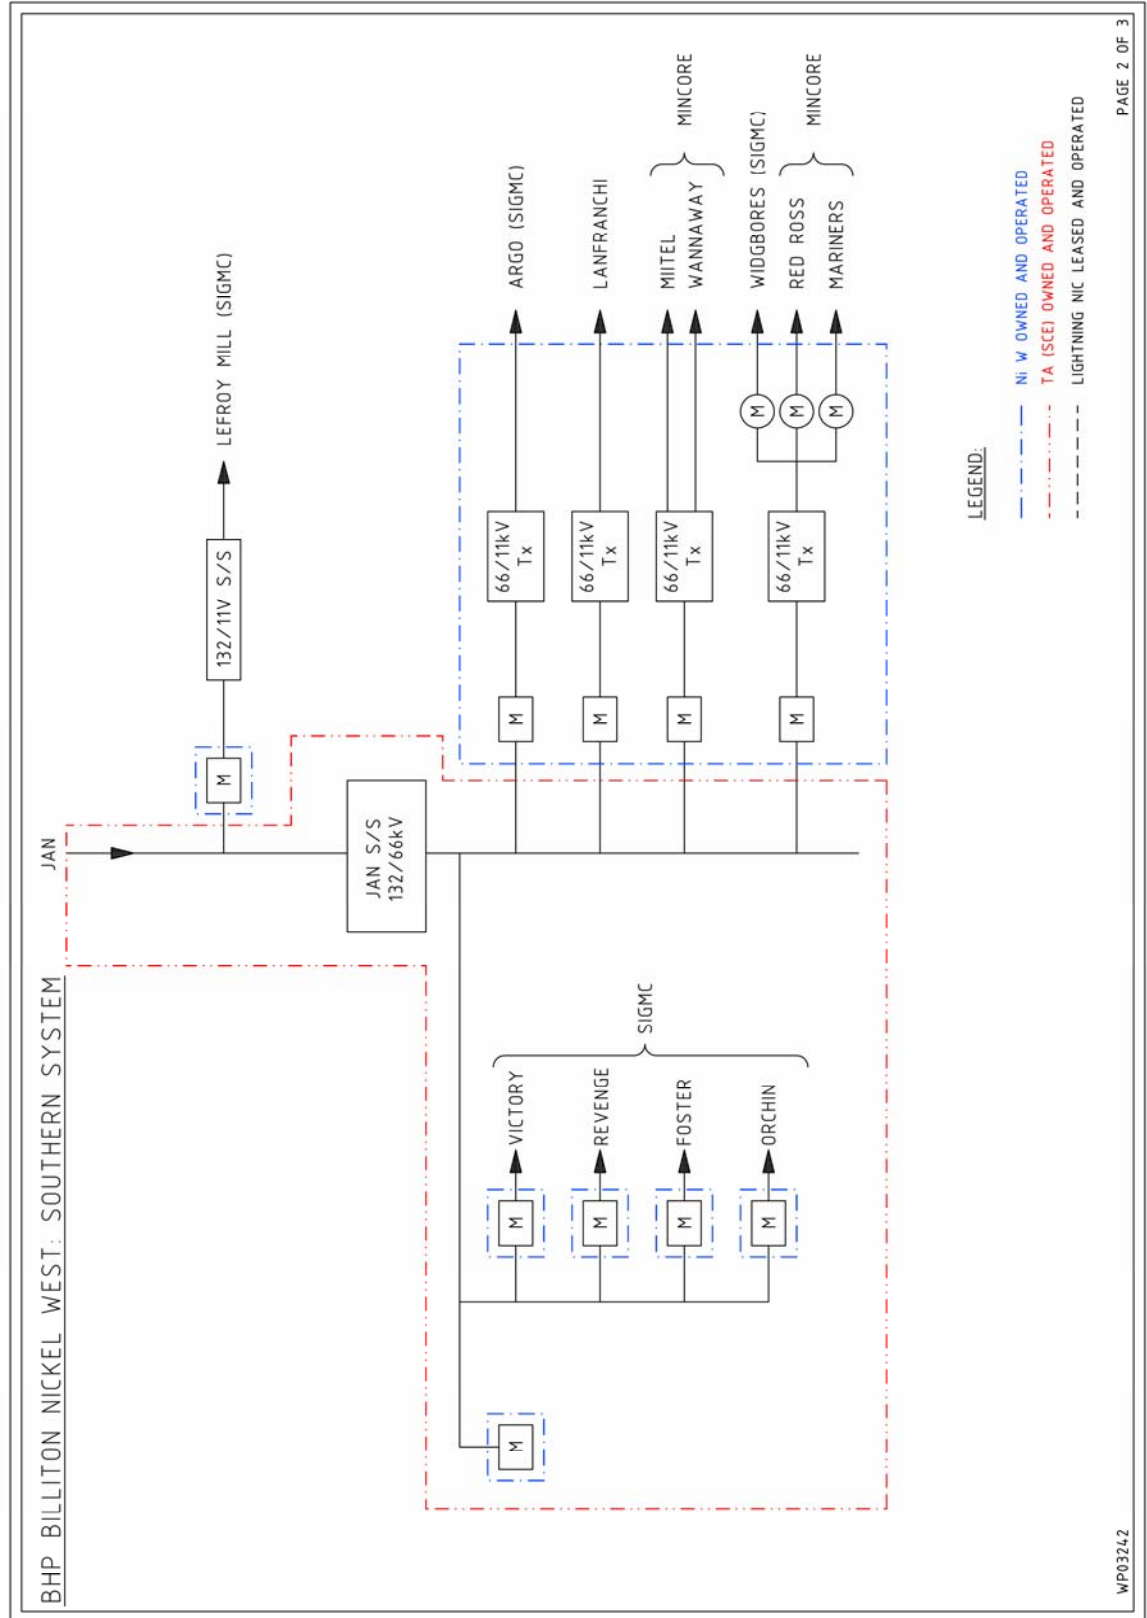 BHP BILLITON NICKEL WEST: SOUTHERN SYSTEM
JAN
M
132/11V S/S
LEFROY MILL (SIGMC)
JAN S/S
132/66kV
M
M
VICTORY
M
REVENGE
M
FOSTER
M
ORCHIN
SIGMC
M
66/11kV
Tx
ARGO (SIGMC)
M
66/11kV
Tx
LANFRANCHI
M
66/11kV
Tx
MIITEL
WANNAWAY
MINCORE
M
66/11kV
Tx
M
WIDGBORES (SIGMC)
M
RED ROSS
M
MARINERS
MINCORE
LEGEND:
Ni W OWNED AND OPERATED
TA (SCE) OWNED AND OPERATED
LIGHTNING NIC LEASED AND OPERATED
WP03242
PAGE 2 OF 3